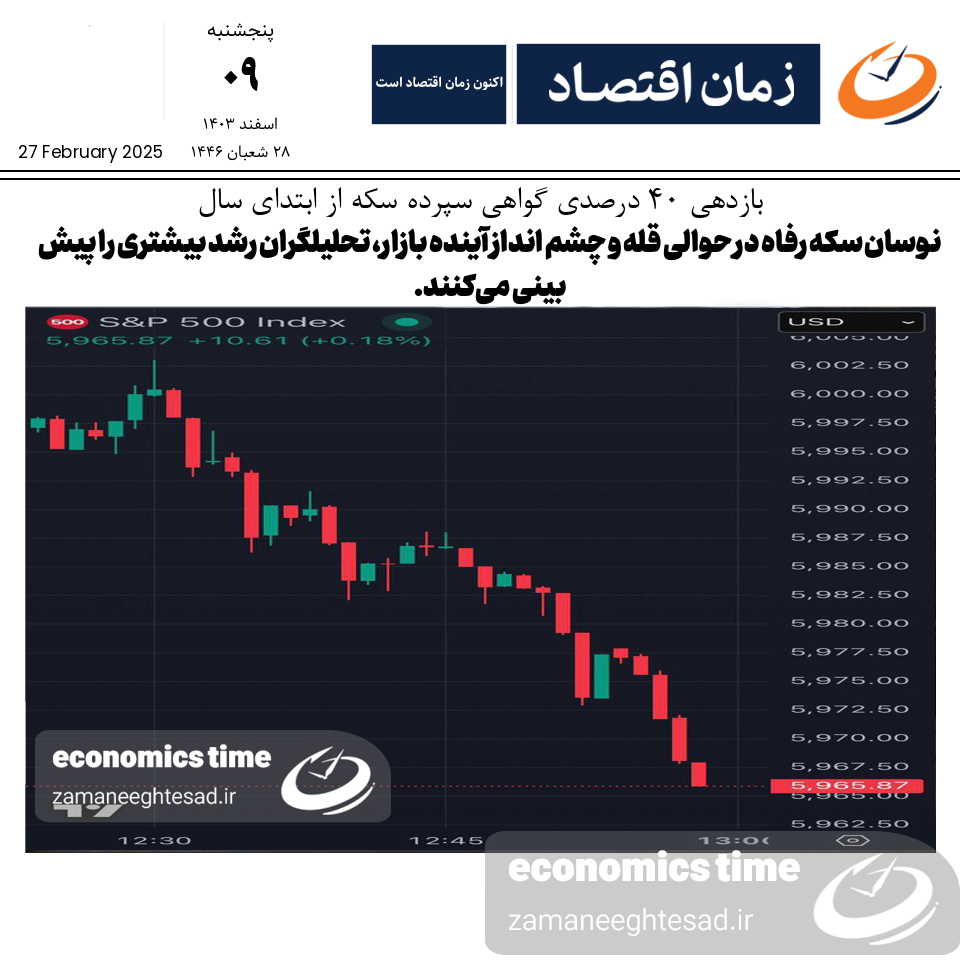 پنجشنبه
۰۹
اسفند ۱۴۰۳
27 February 2025
۲۸ شعبان ۱۴۴۶
زمان اقتصاد
اکنون زمان اقتصاد است
بازدهی ۴۰ درصدی گواهی سپرده سکه از ابتدای سال
نوسان سکه رفاه در حوالی قله و چشم انداز آینده بازار، تحلیلگران رشد بیشتری را پیش
بینی می‌کنند.
500 S&P 500 Index
USD
5,965.87 +10.61 (+0.18%)
6,005.00
6,002.50
6,000.00
5,997.50
5,995.00
5,992.50
5,990.00
5,987.50
5,985.00
5,982.50
5,980.00
5,977.50
5,975.00
5,972.50
5,970.00
5,967.50
5,965.87
5,965.00
5,962.50
economics time
zamaneeghtesad.ir
12:30 12:45 13:0
economics time
zamaneeghtesad.ir